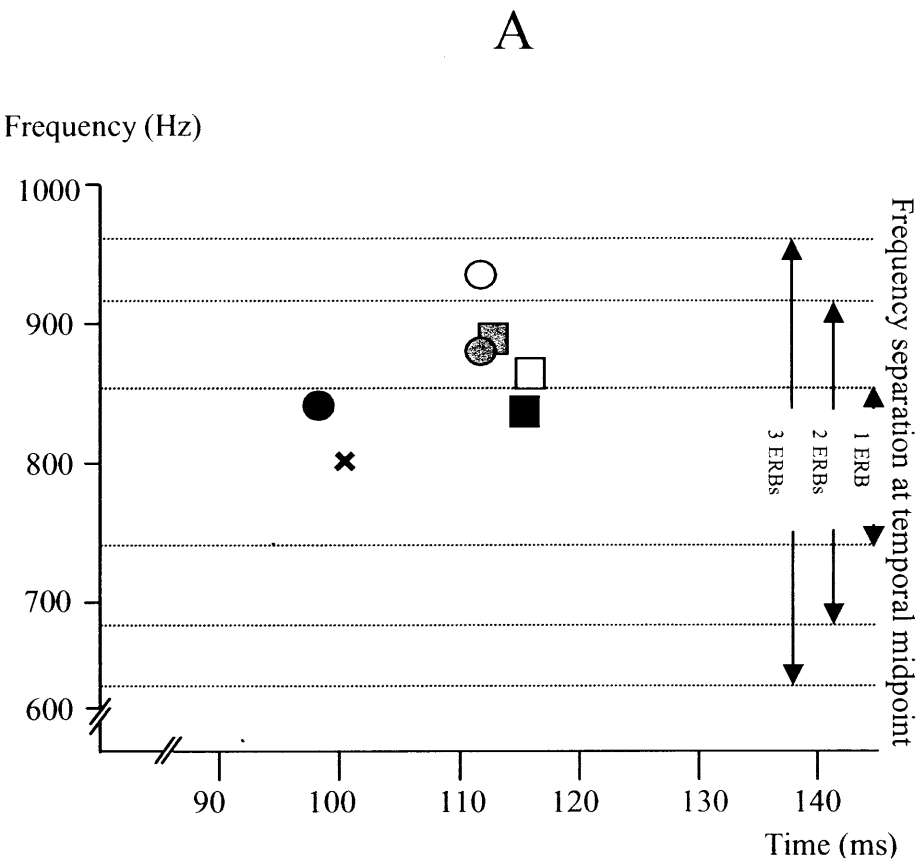 A
Frequency (Hz)
1000
900
800
700
600
90
100
110
120
130
140
Time (ms)
3 ERBs
2 ERBs
1 ERB
Frequency separation at temporal midpoint